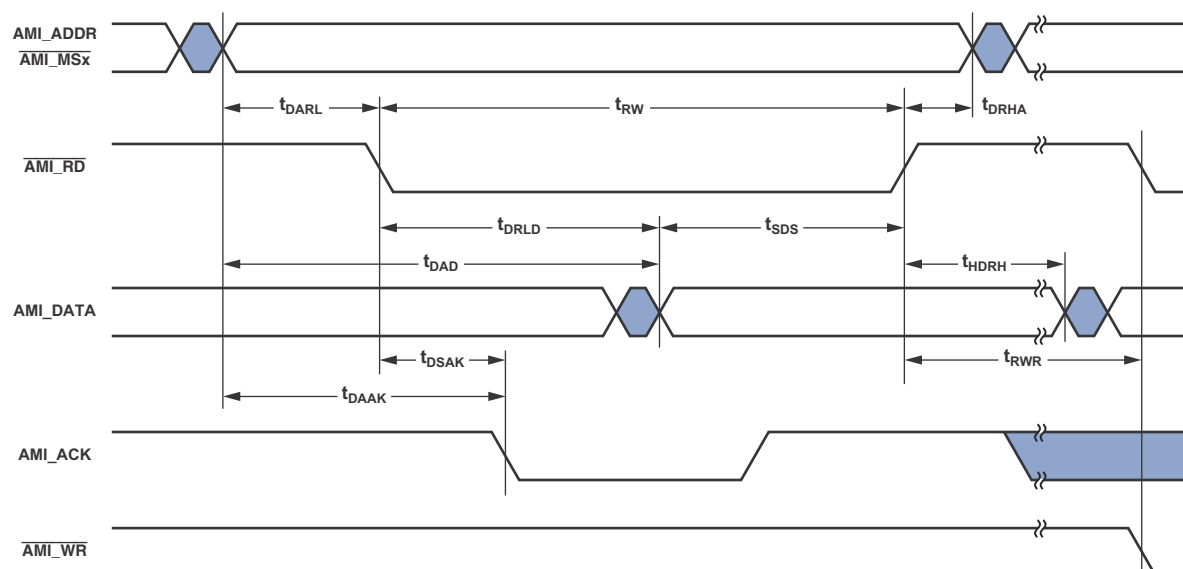 AMI_ADDR
AMI_MSx
tDARL
tRW
tDRHA
AMI_RD
tDRLD
tSDS
tDAD
tHDRH
AMI_DATA
tDSAK
tRWR
tDAAK
AMI_ACK
AMI_WR